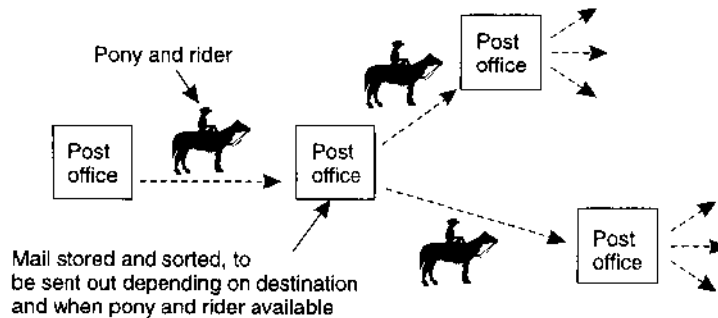 Post
office
Pony and rider
Post
office
Post
office
Post
office
Mail stored and sorted, to
be sent out depending on destination
and when pony and rider available